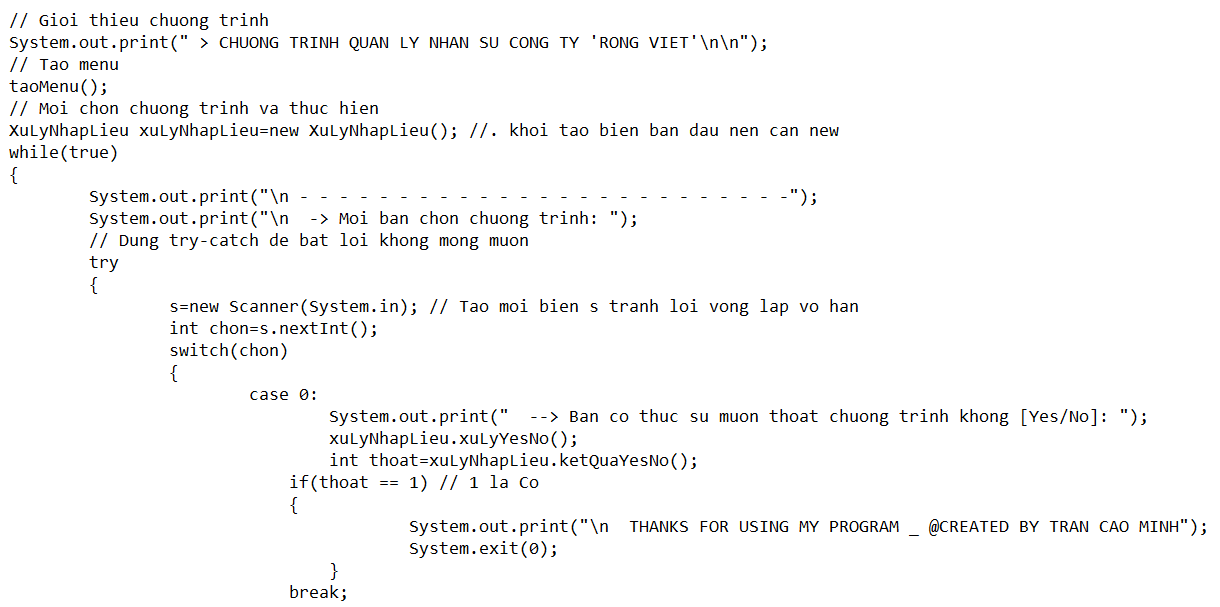 // Gioi thieu chuong trinh
System.out.print(" > CHUONG TRINH QUAN LY NHAN SU CONG TY 'RONG VIET'\n\n");
// Tao menu
taoMenu();
// Moi chon chuong trinh va thuc hien
XuLyNhapLieu xuLyNhapLieu=new XuLyNhapLieu(); //. khoi tao bien ban dau nen can new
while(true)
{
        System.out.print("\n - - - - - - - - - - - - - - - - - - - - - - - - -");
        System.out.print("\n  -> Moi ban chon chuong trinh: ");
        // Dung try-catch de bat loi khong mong muon
        try
        {
                s=new Scanner(System.in); // Tao moi bien s tranh loi vong lap vo han
                int chon=s.nextInt();
                switch(chon)
                {
                        case 0:
                                System.out.print("  --> Ban co thuc su muon thoat chuong trinh khong [Yes/No]: ");
                                xuLyNhapLieu.xuLyYesNo();
                                int thoat=xuLyNhapLieu.ketQuaYesNo();
                            if(thoat == 1) // 1 la Co
                            {
                                        System.out.print("\n  THANKS FOR USING MY PROGRAM _ @CREATED BY TRAN CAO MINH");
                                        System.exit(0);
                                }
                            break;